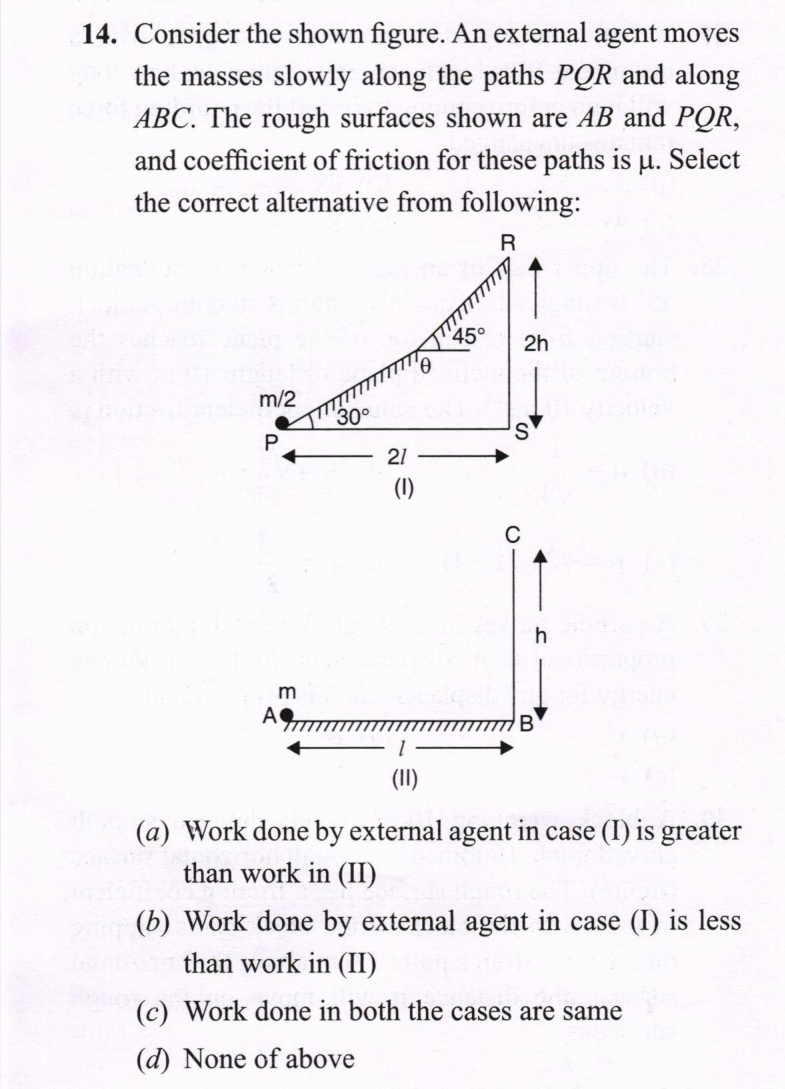 14. Consider the shown figure. An external agent moves
the masses slowly along the paths PQR and along
ABC. The rough surfaces shown are AB and PQR,
and coefficient of friction for these paths is μ. Select
the correct alternative from following:
R
45°
2h
θ
m/2
30°
P
S
2l
(I)
C
h
m
A
B
l
(II)
(a) Work done by external agent in case (I) is greater
than work in (II)
(b) Work done by external agent in case (I) is less
than work in (II)
(c) Work done in both the cases are same
(d) None of above